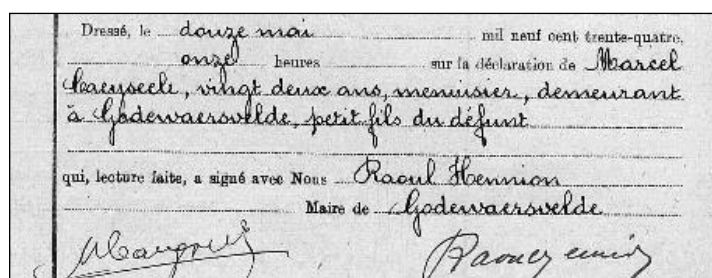 Dressé, le douze mai mil neuf cent trente-quatre,
onze heures sur la déclaration de Marcel
vingt deux ans, menuisier, demeurant
à Godewaersvelde, petit fils du défunt
qui, lecture faite, a signé avec Nous Raoul Hennion
Maire de Godewaersvelde